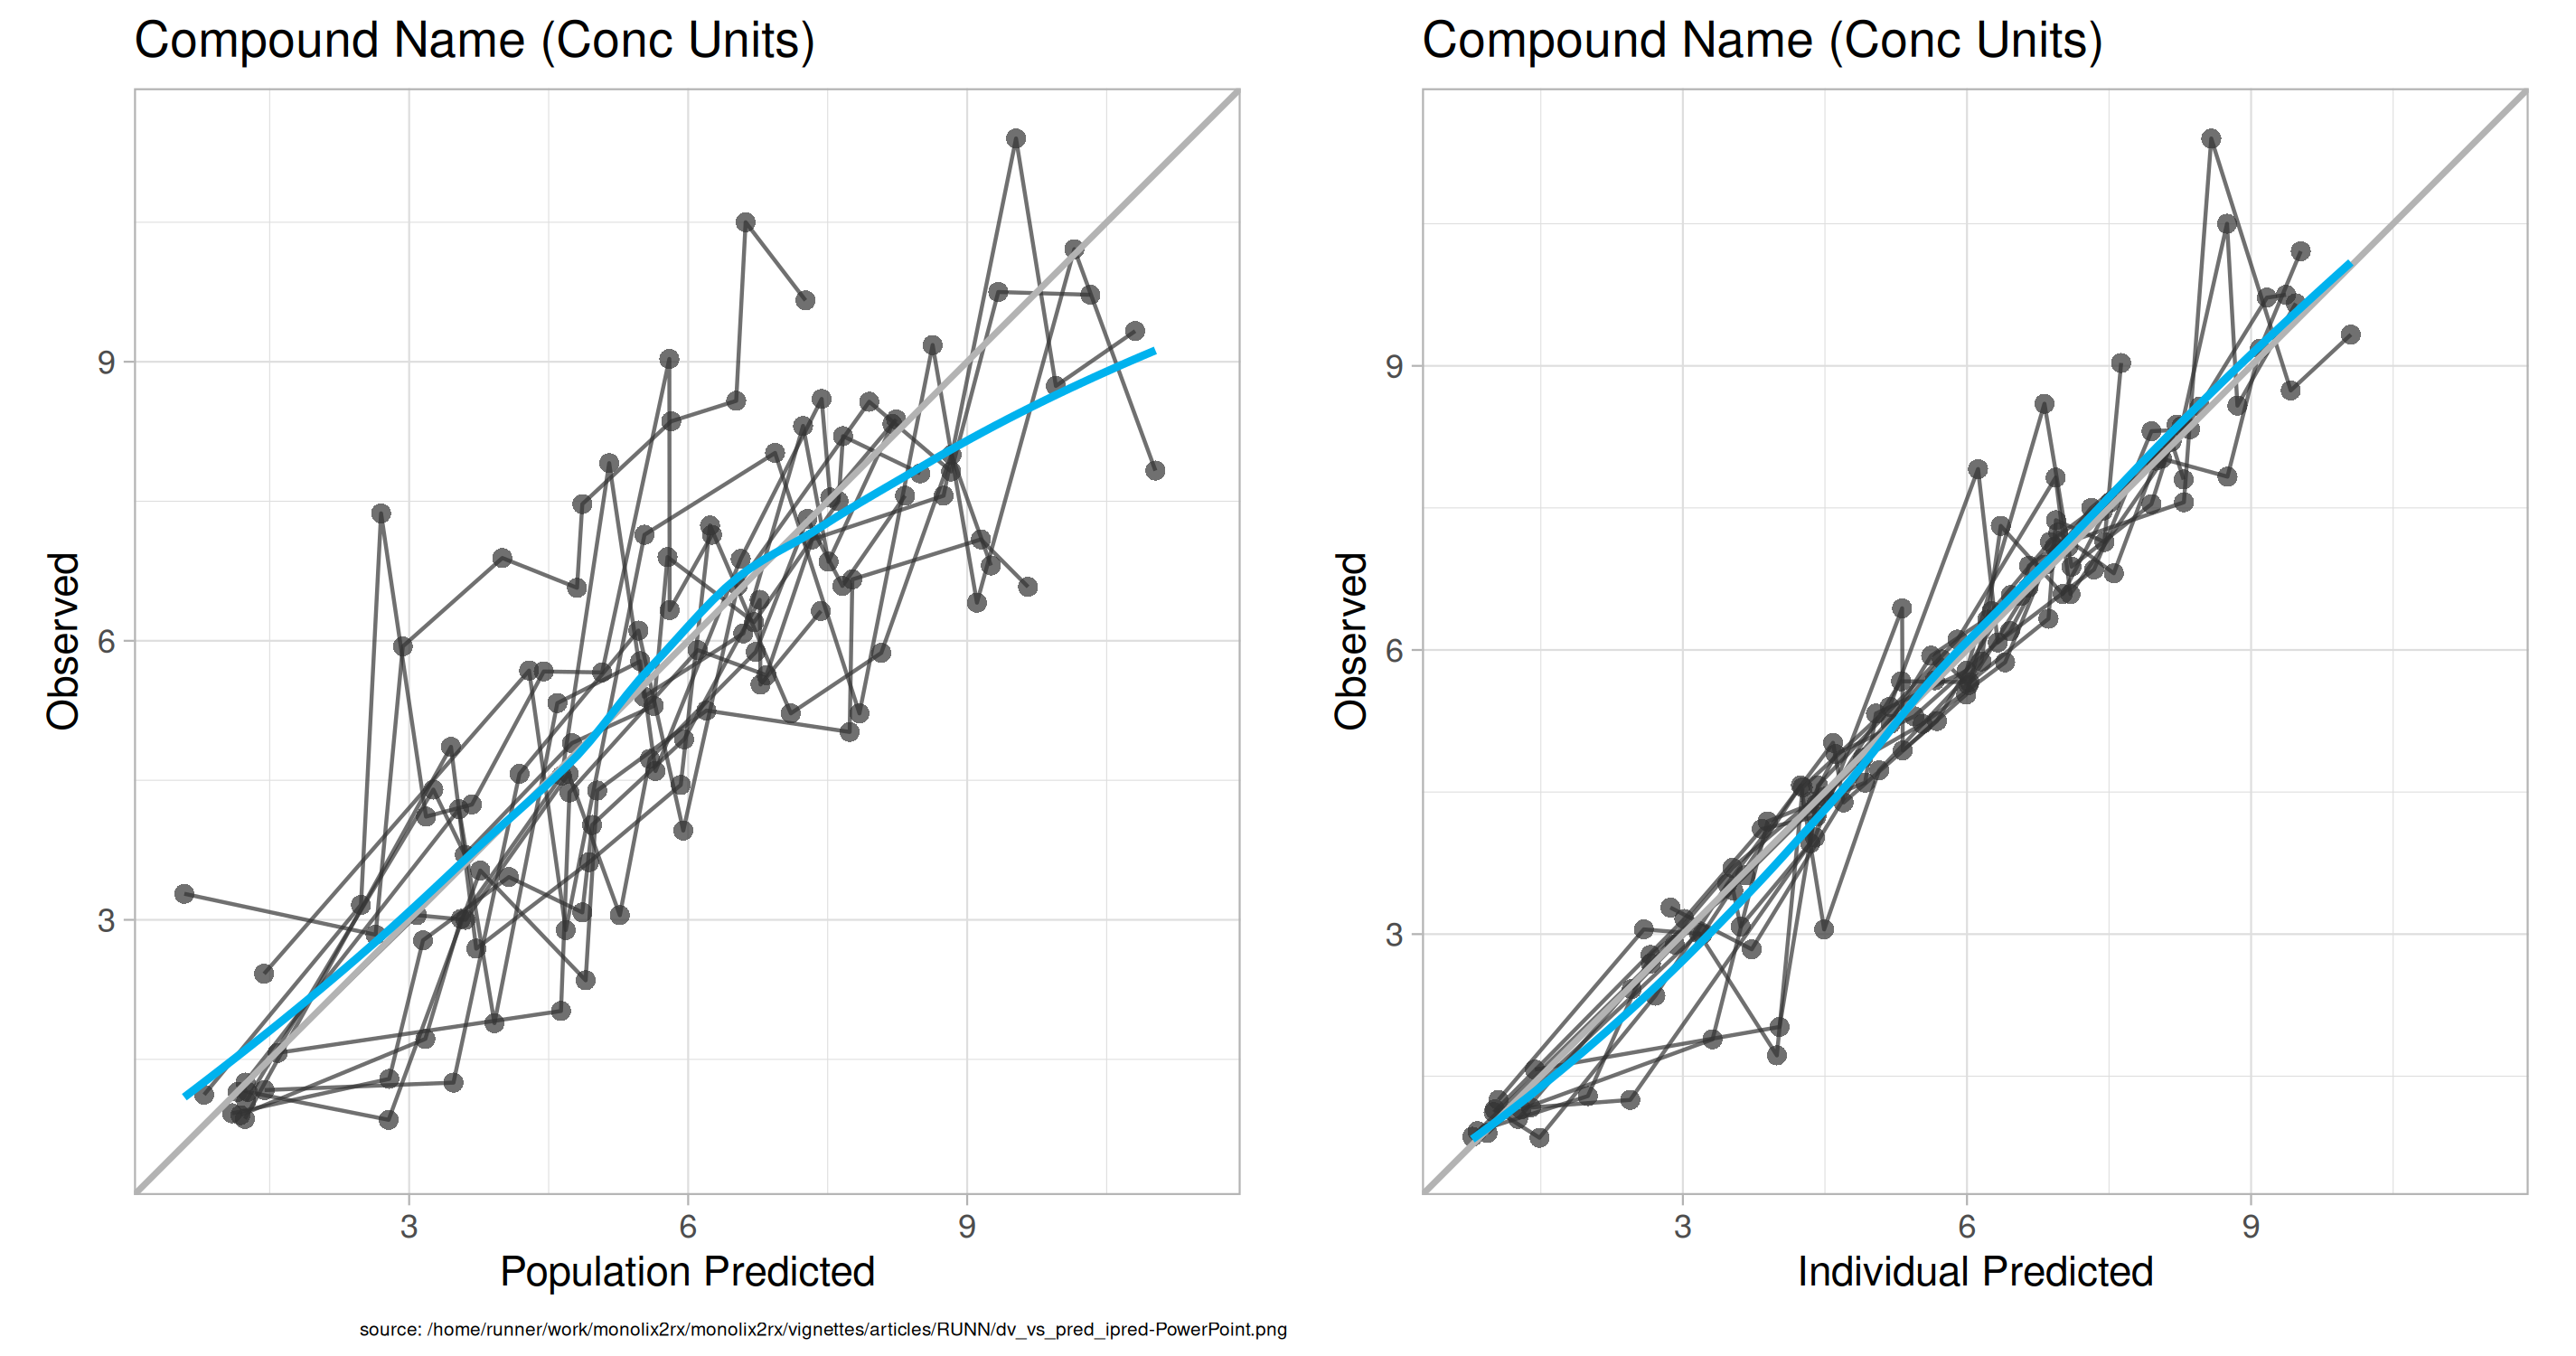 Compound Name (Conc Units)
Observed
9
6
3
3 6 9
Population Predicted
Compound Name (Conc Units)
Observed
9
6
3
3 6 9
Individual Predicted
source: /home/runner/work/monolix2rx/monolix2rx/vignettes/articles/RUNN/dv_vs_pred_ipred-PowerPoint.png